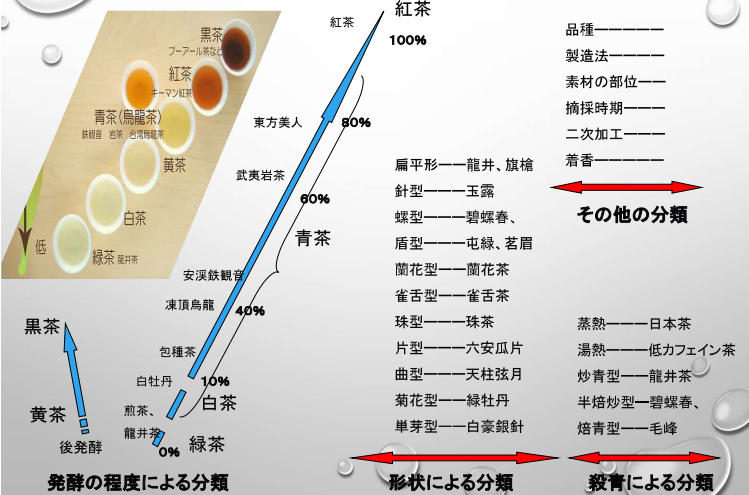 黒茶
プーアール茶など
紅茶
キーマン紅茶
青茶(烏龍茶)
鉄観音 岩茶 台湾烏龍茶
黄茶
白茶
緑茶 龍井茶
低
紅茶
紅茶
100%
東方美人
80%
武夷岩茶
60%
青茶
安渓鉄観音
凍頂烏龍
40%
包種茶
白牡丹
10%
白茶
煎茶、
龍井茶
0%
緑茶
黒茶
黄茶
後発酵
発酵の程度による分類
扁平形ーー龍井、旗槍
針型ーーー玉露
螺型ーーー碧螺春、
盾型ーーー屯緑、茗眉
蘭花型ーー蘭花茶
雀舌型ーー雀舌茶
珠型ーーー珠茶
片型ーーー六安瓜片
曲型ーーー天柱弦月
菊花型ーー緑牡丹
単芽型ーー白豪銀針
形状による分類
品種ーーーーー
製造法ーーーー
素材の部位ーー
摘採時期ーーー
二次加工ーーー
着香ーーーーー
その他の分類
蒸熱ーーー日本茶
湯熱ーーー低カフェイン茶
炒青型ーー龍井茶
半焙炒型ー碧螺春、
焙青型ーー毛峰
殺青による分類